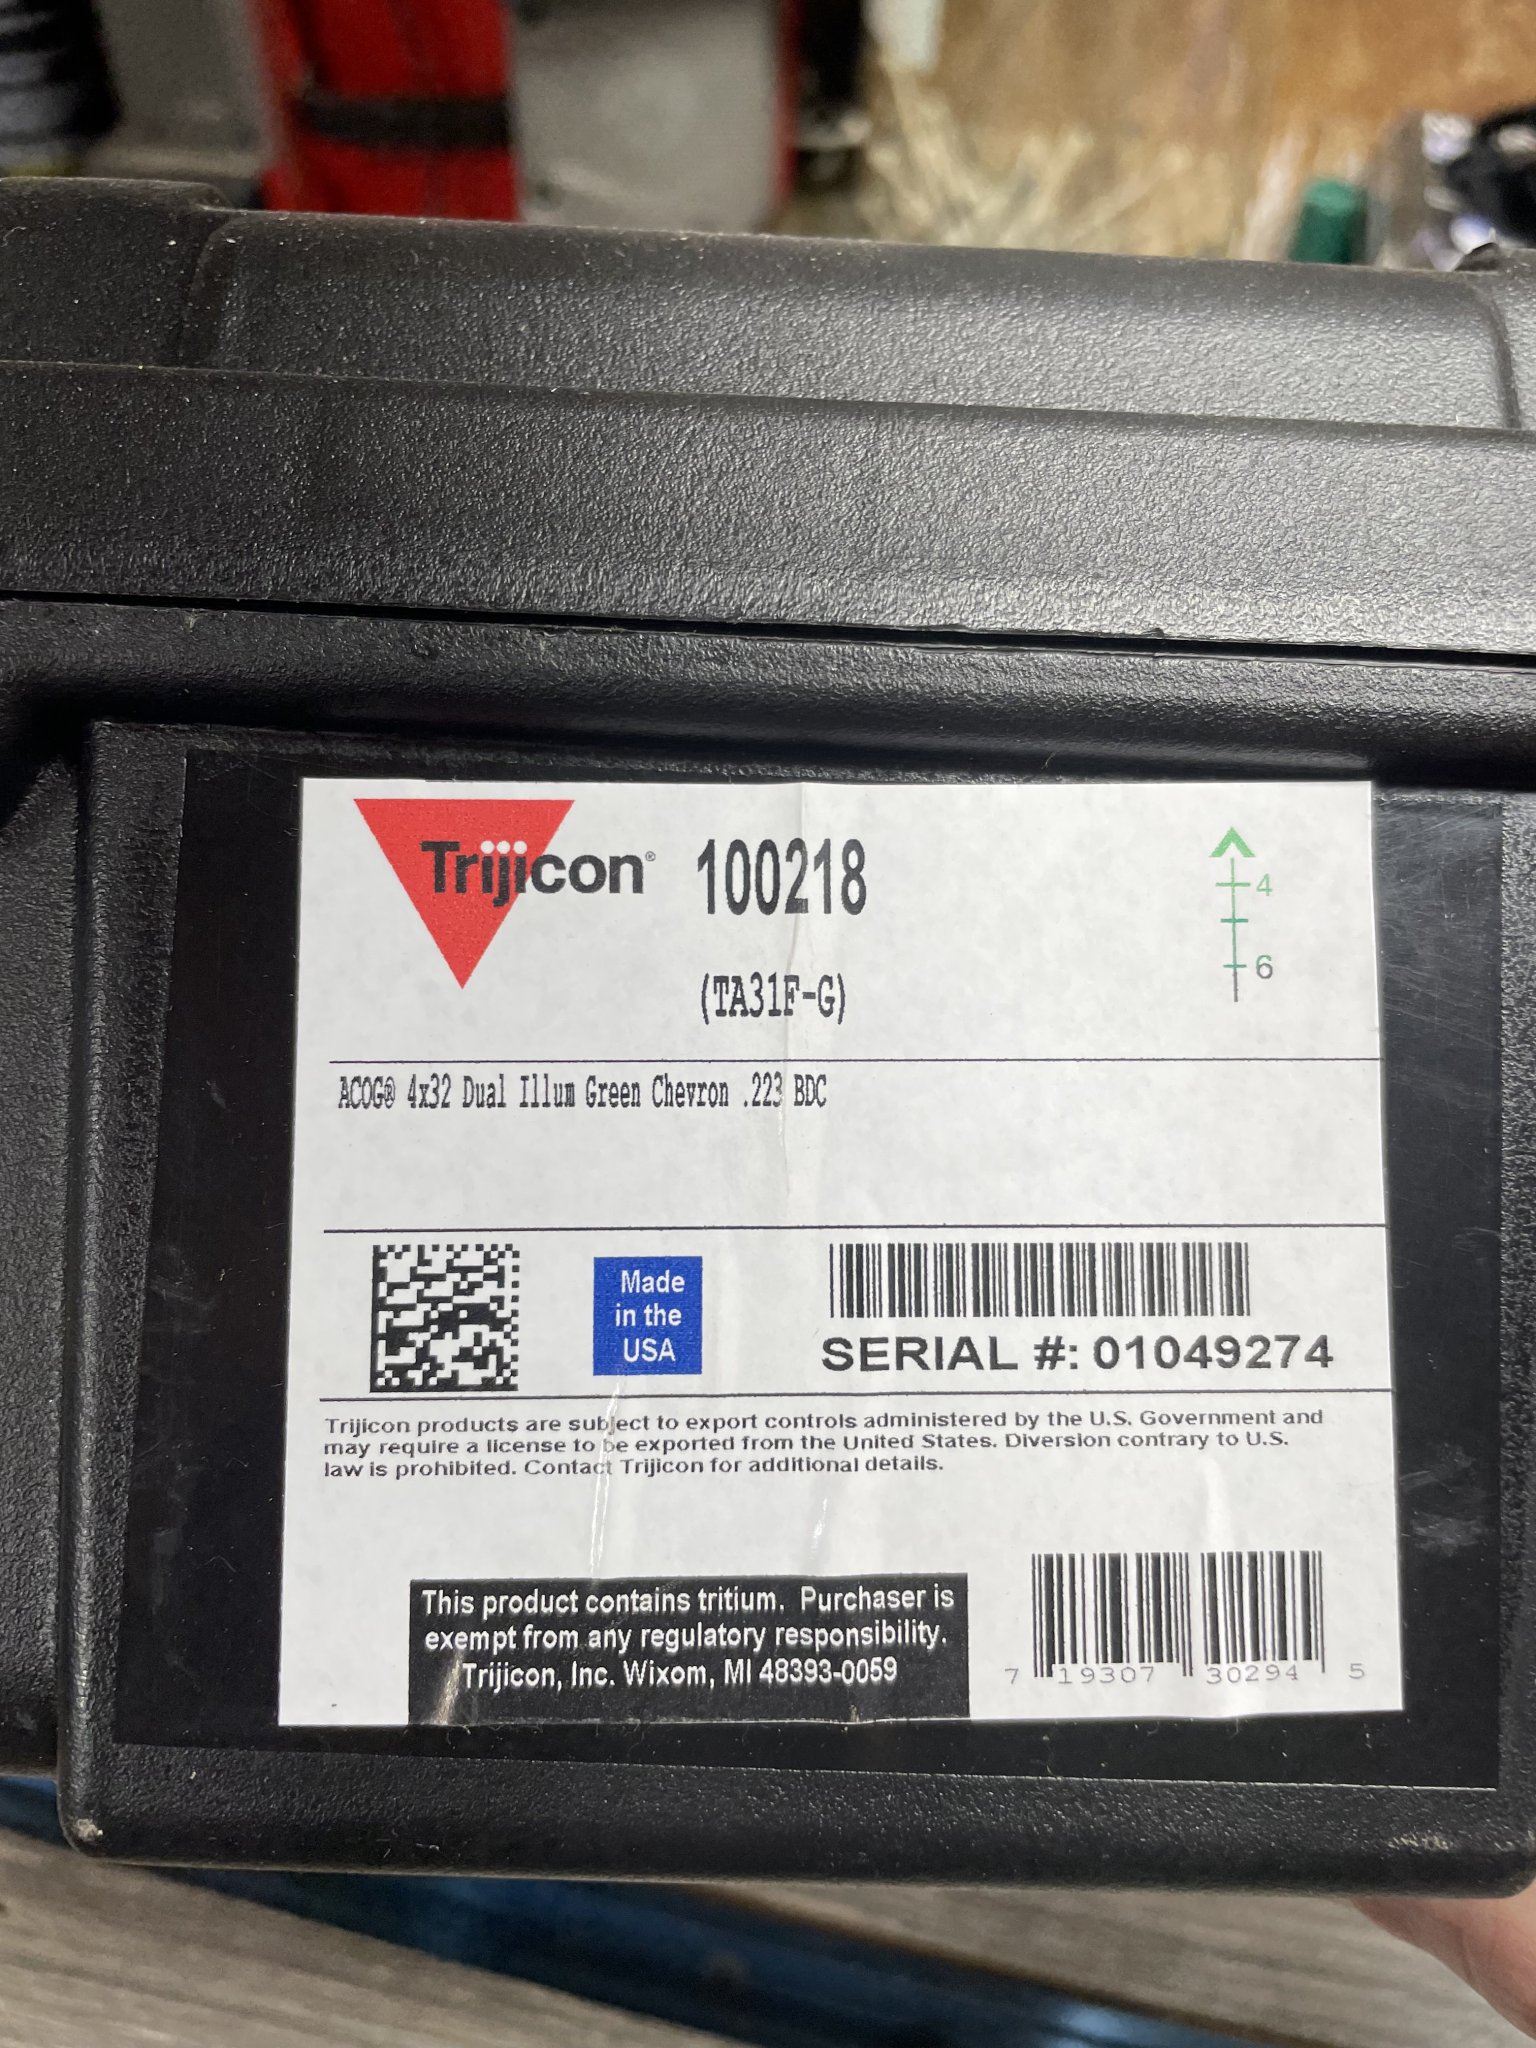 Trijicon® 100218
4
6
(TA31F-G)
ACOG® 4x32 Dual Illum Green Chevron .223 BDC
Made
in the
USA
SERIAL #: 01049274
Trijicon products are subject to export controls administered by the U.S. Government and
may require a license to be exported from the United States. Diversion contrary to U.S.
law is prohibited. Contact Trijicon for additional details.
This product contains tritium. Purchaser is
exempt from any regulatory responsibility.
Trijicon, Inc. Wixom, MI 48393-0059
7 19307 30294 5